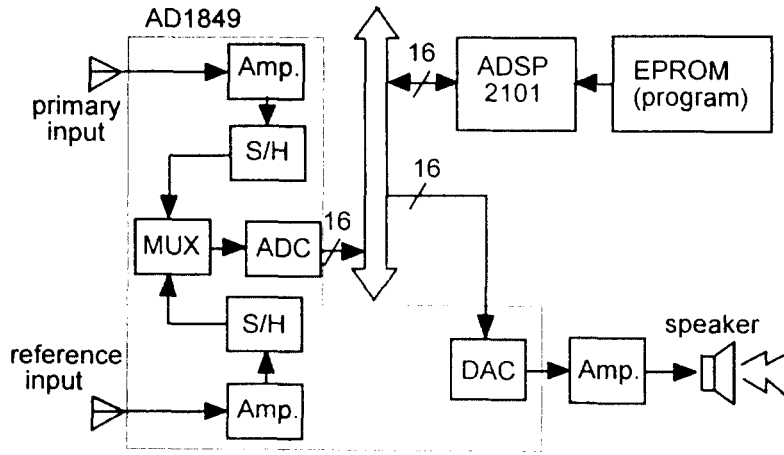 AD1849
primary
input
Amp.
S/H
MUX
ADC
16
16
ADSP
2101
EPROM
(program)
16
S/H
reference
input
Amp.
DAC
Amp.
speaker